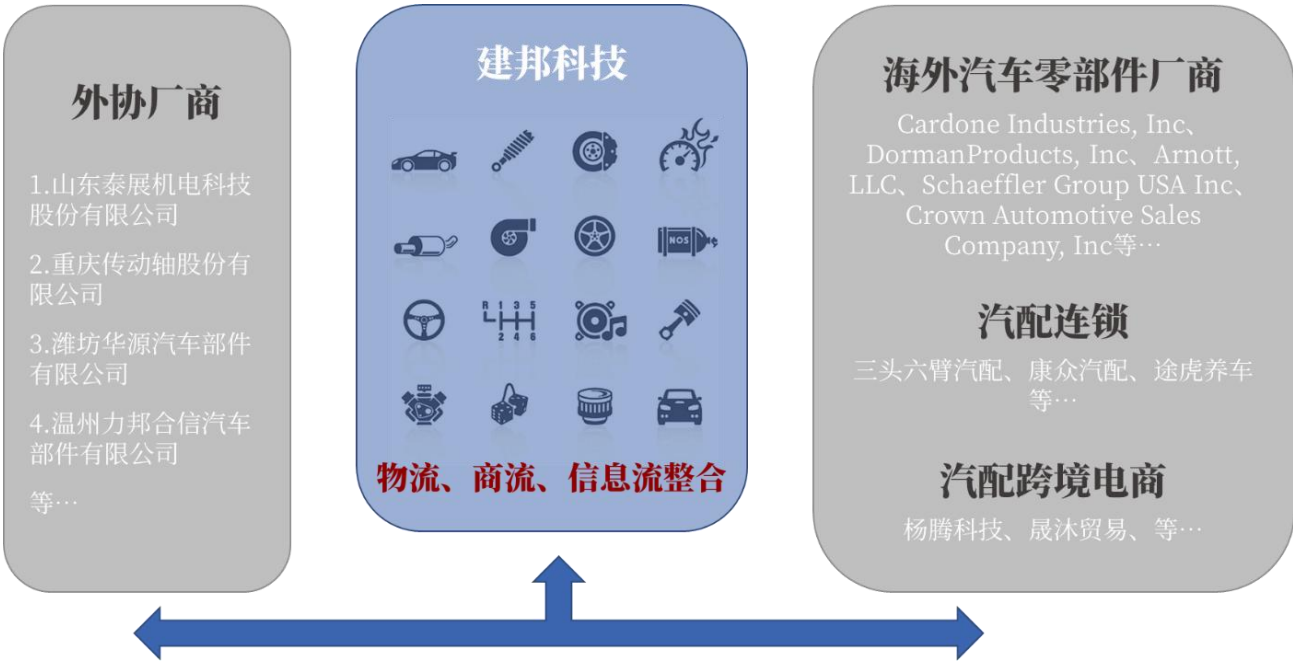 外协厂商
1.山东泰展机电科技
股份有限公司
2.重庆传动轴股份有
限公司
3.潍坊华源汽车部件
有限公司
4.温州力邦合信汽车
部件有限公司
等…
建邦科技
NOS
R 1 3 5
2 4 6
物流、商流、信息流整合
海外汽车零部件厂商
Cardone Industries, Inc、
DormanProducts, Inc、Arnott,
LLC、Schaeffler Group USA Inc、
Crown Automotive Sales
Company, Inc等…
汽配连锁
三头六臂汽配、康众汽配、途虎养车
等…
汽配跨境电商
杨腾科技、晟沐贸易、等…